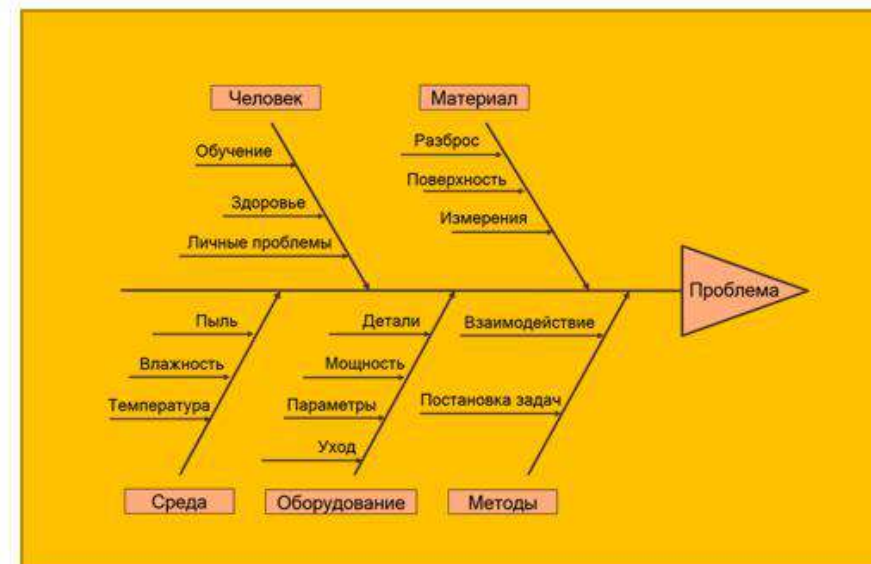 Человек
Материал
Обучение
Здоровье
Личные проблемы
Разброс
Поверхность
Измерения
Проблема
Пыль
Влажность
Температура
Детали
Мощность
Параметры
Уход
Взаимодействие
Постановка задач
Среда
Оборудование
Методы